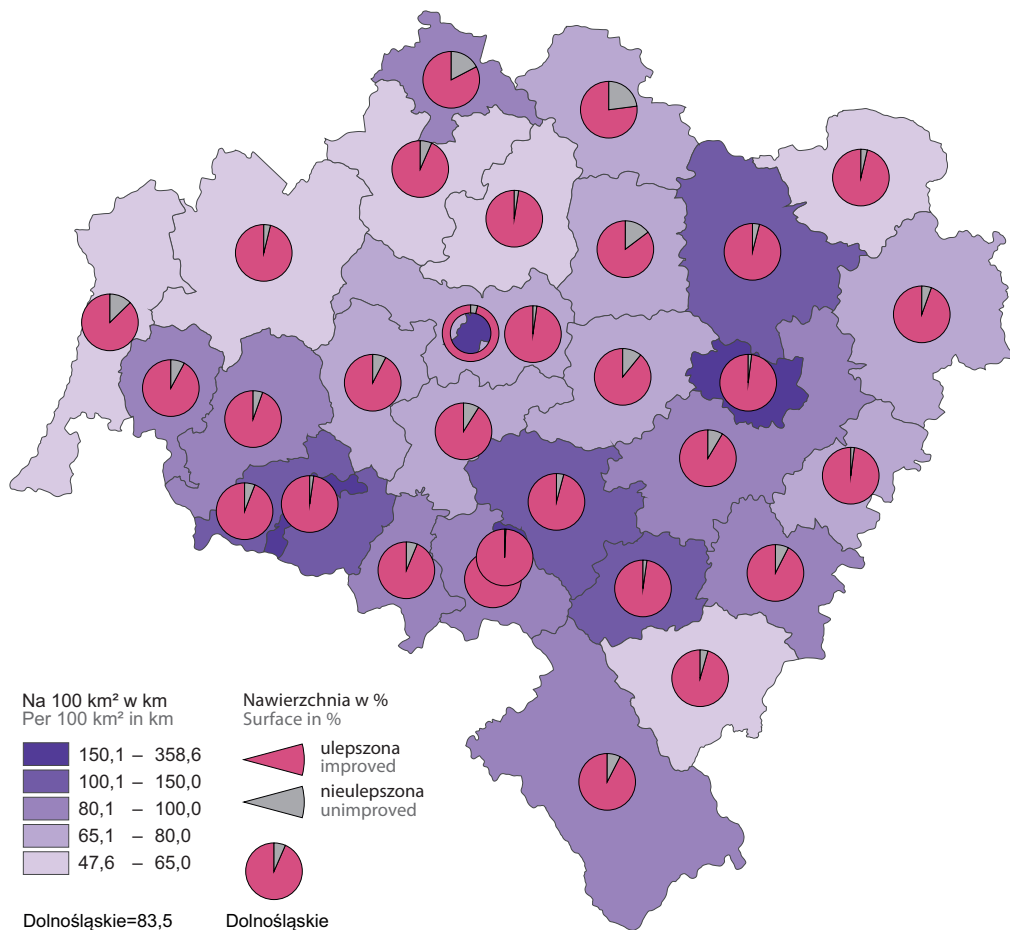 Na 100 km² w km
Per 100 km² in km
150,1 – 358,6
100,1 – 150,0
80,1 – 100,0
65,1 – 80,0
47,6 – 65,0
Dolnośląskie=83,5
Nawierzchnia w %
Surface in %
ulepszona
improved
nieulepszona
unimproved
Dolnośląskie